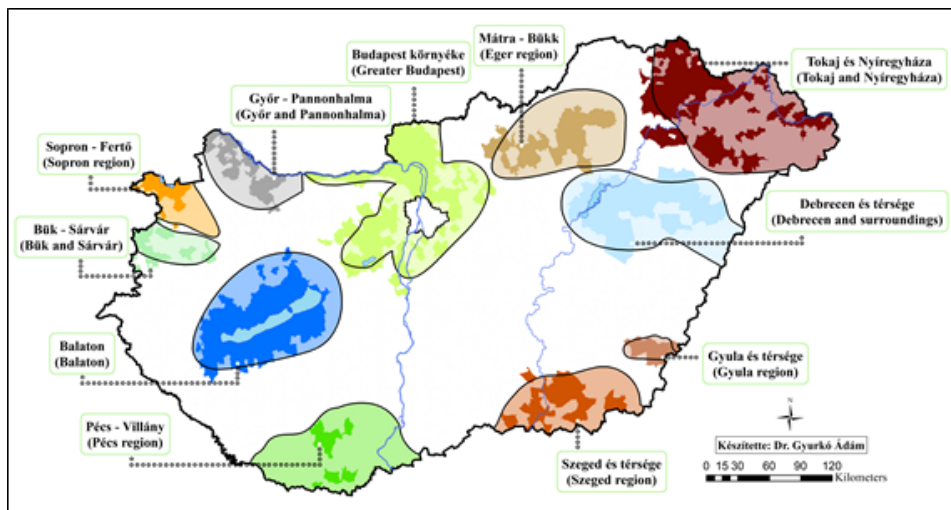 Mátra - Bükk
(Eger region)
Budapest környéke
(Greater Budapest)
Tokaj és Nyíregyháza
(Tokaj and Nyíregyháza)
Győr - Pannonhalma
(Győr and Pannonhalma)
Sopron - Fertő
(Sopron region)
Bük - Sárvár
(Bük and Sárvár)
Debrecen és térsége
(Debrecen and surroundings)
Balaton
(Balaton)
Gyula és térsége
(Gyula region)
Pécs - Villány
(Pécs region)
Szeged és térsége
(Szeged region)
N
Készítette: Dr. Gyurkó Ádám
0 15 30 60 90 120
Kilometers